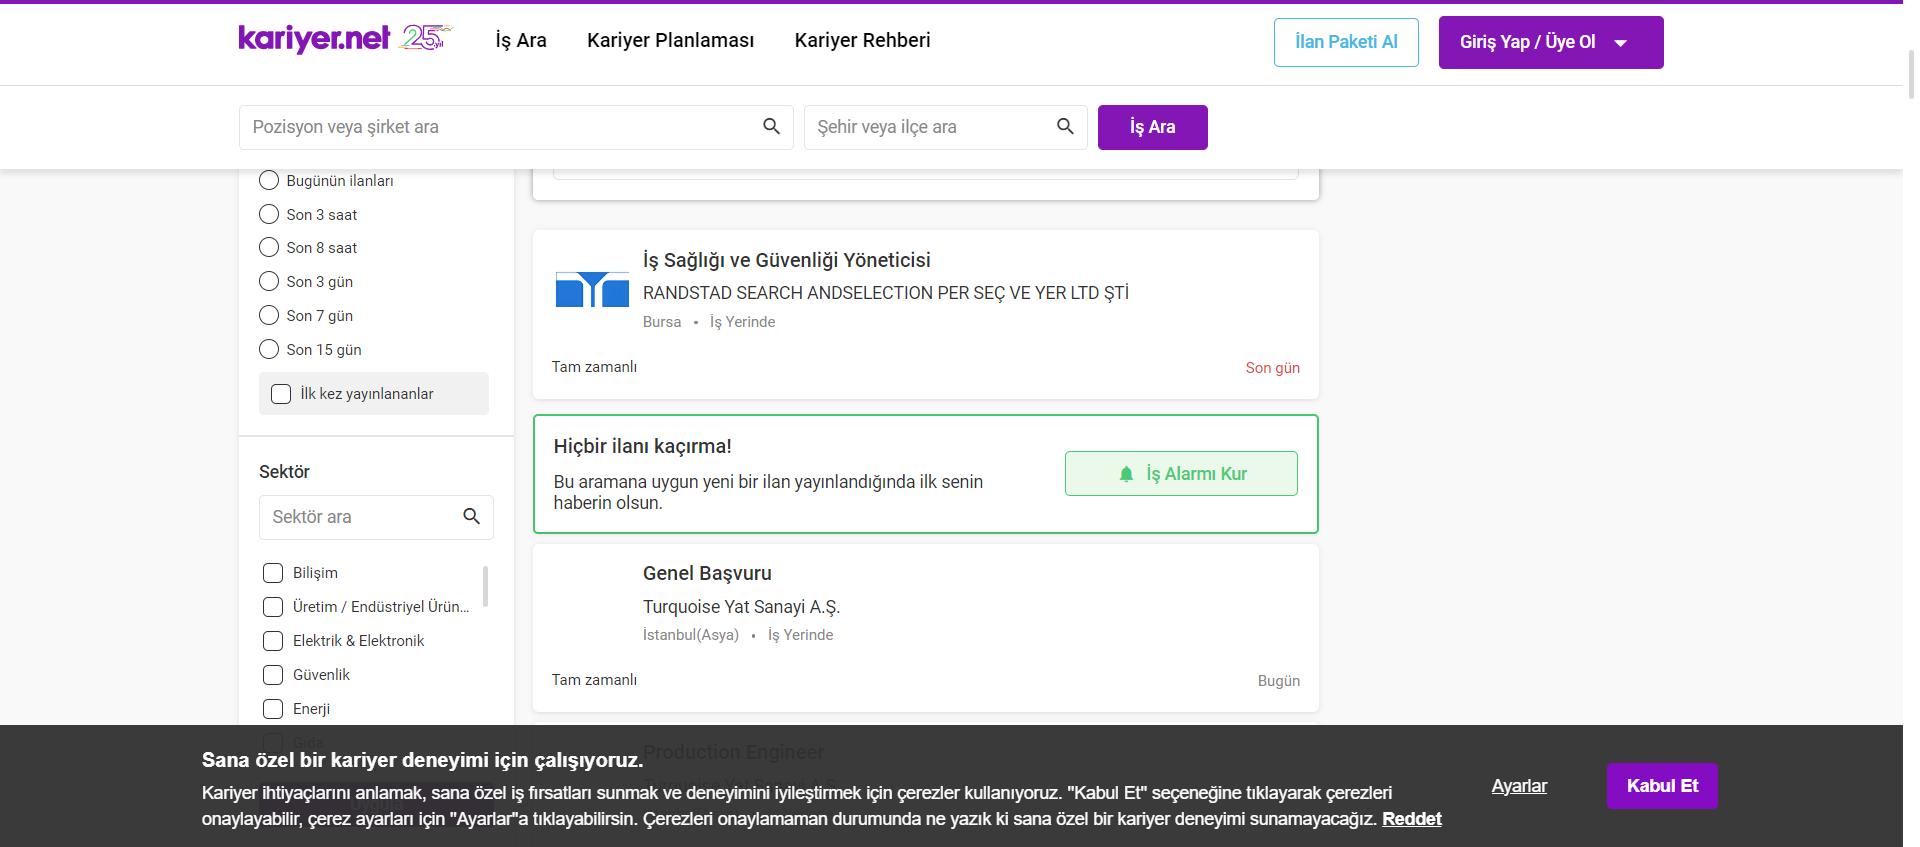 kariyer.net 25yıl
İş Ara
Kariyer Planlaması
Kariyer Rehberi
İlan Paketi Al
Giriş Yap / Üye Ol
Pozisyon veya şirket ara
Şehir veya ilçe ara
İş Ara
Bugünün ilanları
Son 3 saat
Son 8 saat
Son 3 gün
Son 7 gün
Son 15 gün
İlk kez yayınlananlar
Sektör
Sektör ara
Bilişim
Üretim / Endüstriyel Ürün...
Elektrik & Elektronik
Güvenlik
Enerji
Gıda
Uygula
İş Sağlığı ve Güvenliği Yöneticisi
RANDSTAD SEARCH ANDSELECTION PER SEÇ VE YER LTD ŞTİ
Bursa • İş Yerinde
Tam zamanlı
Son gün
Hiçbir ilanı kaçırma!
Bu aramana uygun yeni bir ilan yayınlandığında ilk senin
haberin olsun.
İş Alarmı Kur
Genel Başvuru
Turquoise Yat Sanayi A.Ş.
İstanbul(Asya) • İş Yerinde
Tam zamanlı
Bugün
Production Engineer
Turquoise Yat Sanayi A.Ş.
Sana özel bir kariyer deneyimi için çalışıyoruz.
Kariyer ihtiyaçlarını anlamak, sana özel iş fırsatları sunmak ve deneyimini iyileştirmek için çerezler kullanıyoruz. "Kabul Et" seçeneğine tıklayarak çerezleri
onaylayabilir, çerez ayarları için "Ayarlar"a tıklayabilirsin. Çerezleri onaylamaman durumunda ne yazık ki sana özel bir kariyer deneyimi sunamayacağız. Reddet
Ayarlar
Kabul Et